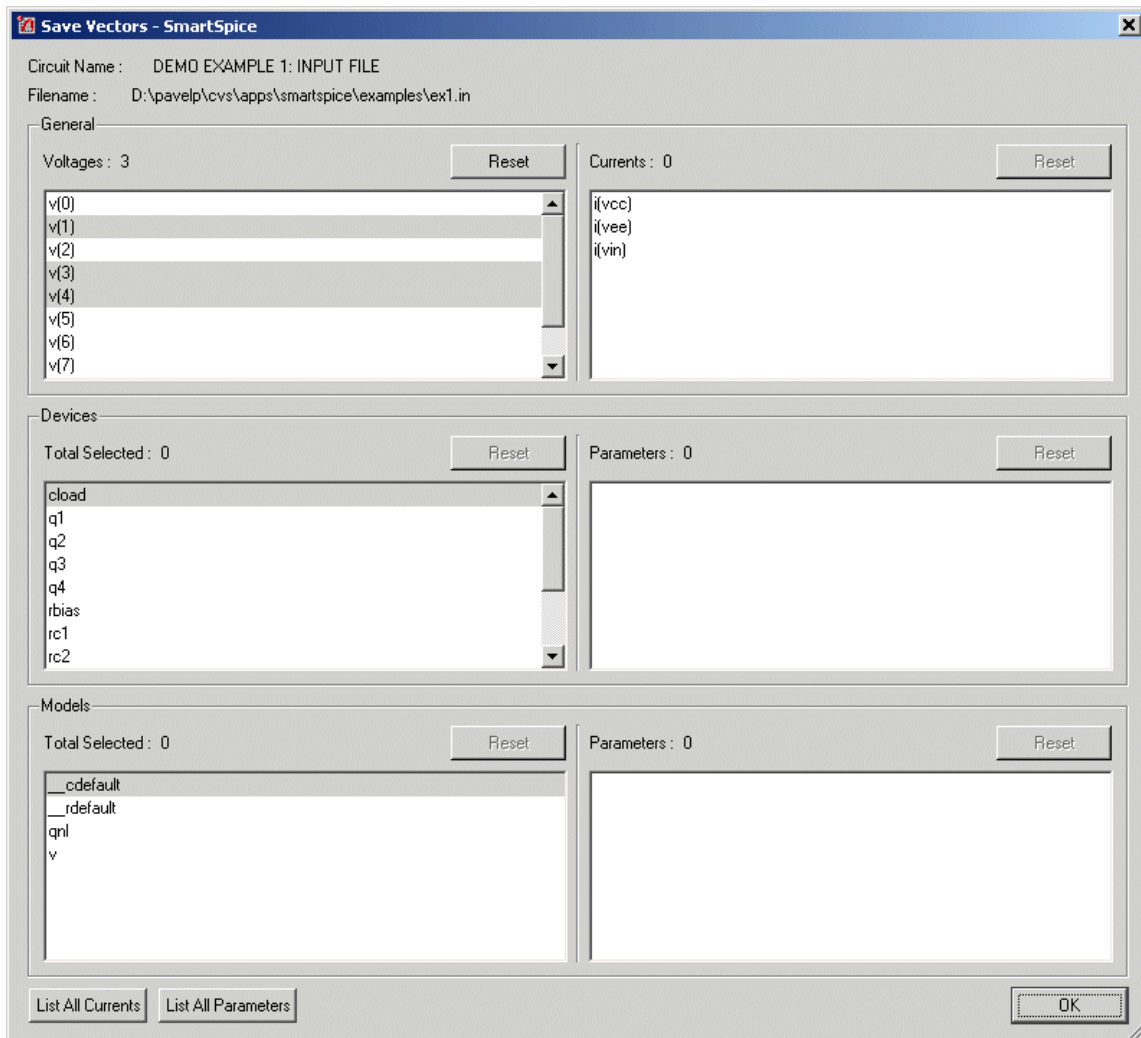 Save Vectors - SmartSpice
Circuit Name : DEMO EXAMPLE 1: INPUT FILE
Filename : D:\pavelp\cvs\apps\smartspice\examples\ex1.in
General
Voltages : 3
Reset
v(0)
v(1)
v(2)
v(3)
v(4)
v(5)
v(6)
v(7)
Currents : 0
Reset
i(vcc)
i(vee)
i(vin)
Devices
Total Selected : 0
Reset
cload
q1
q2
q3
q4
rbias
rc1
rc2
Parameters : 0
Reset
Models
Total Selected : 0
Reset
__cdefault
__rdefault
qnl
v
Parameters : 0
Reset
List All Currents
List All Parameters
OK